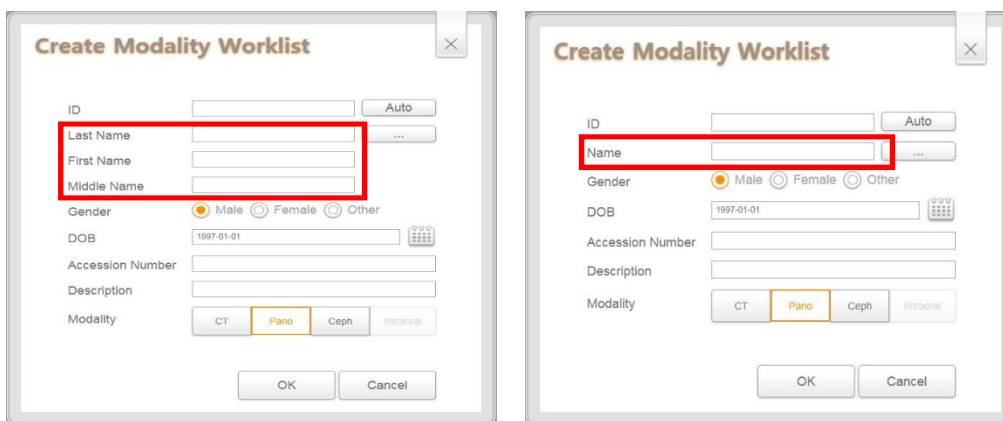 Create Modality Worklist
ID Auto
Last Name ...
First Name
Middle Name
Gender Male Female Other
DOB 1997-01-01
Accession Number
Description
Modality CT Pano Ceph Intraoral
OK Cancel
Create Modality Worklist
ID Auto
Name ...
Gender Male Female Other
DOB 1997-01-01
Accession Number
Description
Modality CT Pano Ceph Intraoral
OK Cancel